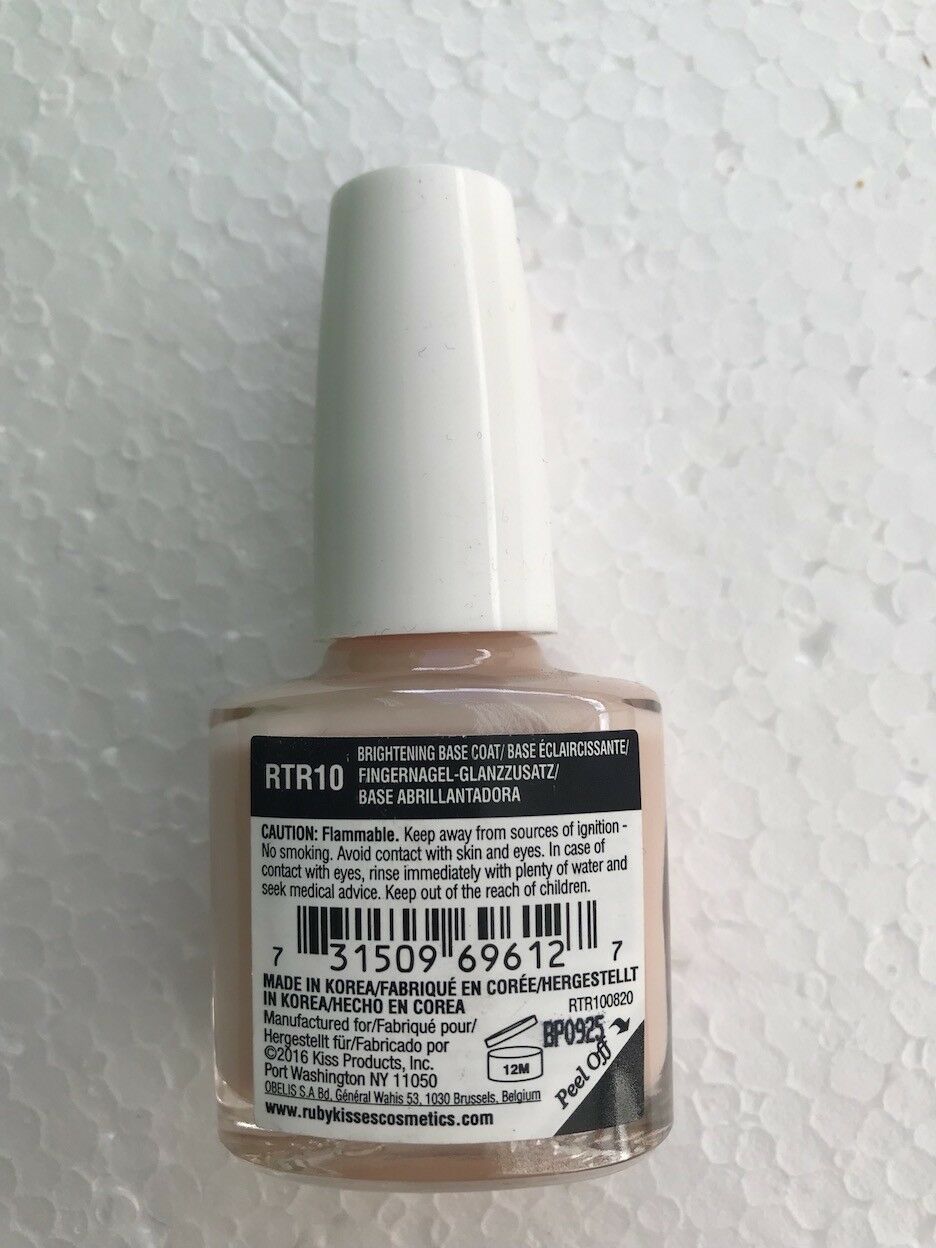 RTR10
BRIGHTENING BASE COAT/ BASE ÉCLAIRCISSANTE/
FINGERNAGEL-GLANZZUSATZ/
BASE ABRILLANTADORA
CAUTION: Flammable. Keep away from sources of ignition -
No smoking. Avoid contact with skin and eyes. In case of
contact with eyes, rinse immediately with plenty of water and
seek medical advice. Keep out of the reach of children.
7 31509 69612 7
MADE IN KOREA/FABRIQUÉ EN CORÉE/HERGESTELLT
IN KOREA/HECHO EN COREA
RTR100820
Manufactured for/Fabriqué pour/
Hergestellt für/Fabricado por
©2016 Kiss Products, Inc.
Port Washington NY 11050
OBELIS S.A Bd. Général Wahis 53, 1030 Brussels, Belgium
www.rubykissescosmetics.com
12M
BP0925
Peel Off